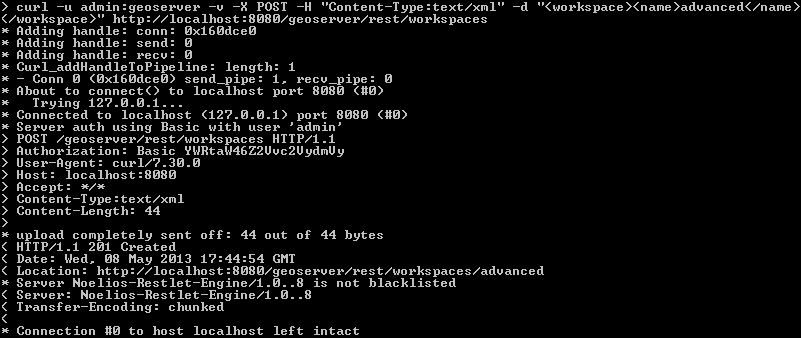 > curl -u admin:geoserver -v -X POST -H "Content-Type:text/xml" -d "<workspace><name>advanced</name>
</workspace>" http://localhost:8080/geoserver/rest/workspaces
* Adding handle: conn: 0x160dce0
* Adding handle: send: 0
* Adding handle: recv: 0
* Curl_addHandleToPipeline: length: 1
* - Conn 0 (0x160dce0) send_pipe: 1, recv_pipe: 0
* About to connect() to localhost port 8080 (#0)
*   Trying 127.0.0.1...
* Connected to localhost (127.0.0.1) port 8080 (#0)
* Server auth using Basic with user 'admin'
> POST /geoserver/rest/workspaces HTTP/1.1
> Authorization: Basic YWRtaW46Z2Vvc2VydmVy
> User-Agent: curl/7.30.0
> Host: localhost:8080
> Accept: */*
> Content-Type:text/xml
> Content-Length: 44
>
* upload completely sent off: 44 out of 44 bytes
< HTTP/1.1 201 Created
< Date: Wed, 08 May 2013 17:44:54 GMT
< Location: http://localhost:8080/geoserver/rest/workspaces/advanced
* Server Noelios-Restlet-Engine/1.0..8 is not blacklisted
< Server: Noelios-Restlet-Engine/1.0..8
< Transfer-Encoding: chunked
<
* Connection #0 to host localhost left intact